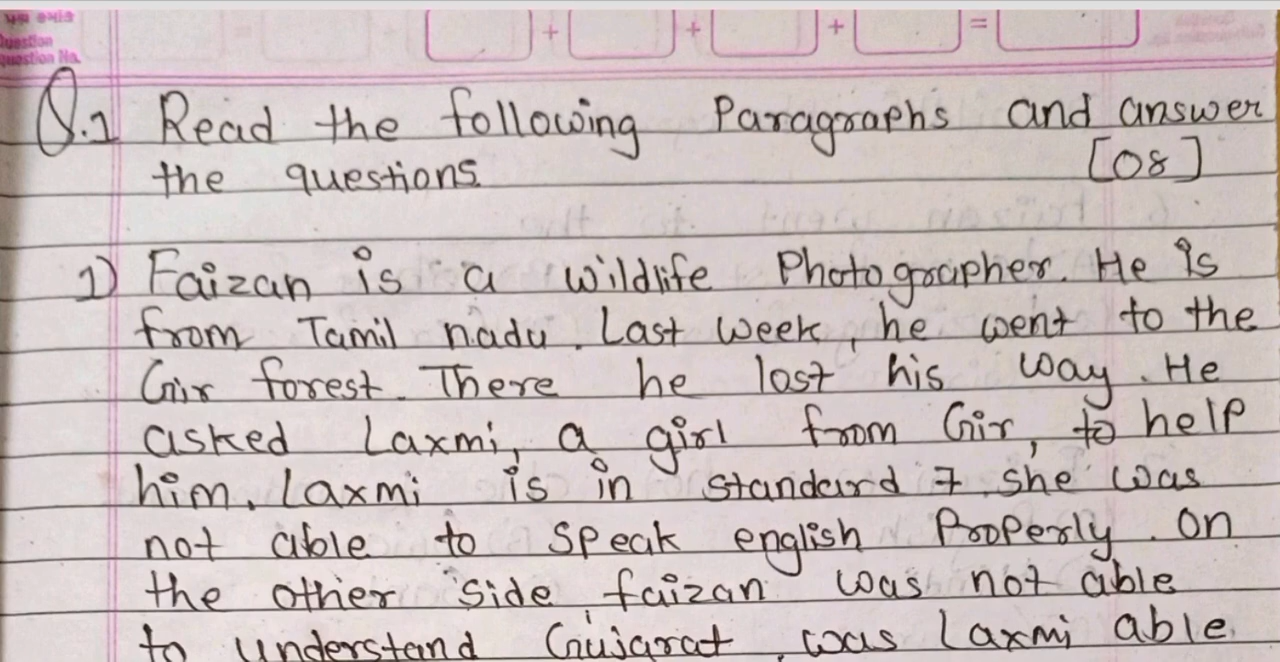 Question
Question No.
+ + + =
Q.1 Read the following Paragraphs and answer
the questions. [08]
1) Faizan is a wildlife Photographer. He is
from Tamil nadu. Last week, he went to the
Gir forest. There he lost his way. He
asked Laxmi, a girl from Gir, to help
him. Laxmi is in standard 7. she was
not able to speak english Properly. on
the other side, faizan was not able
to understand Gujarat. was Laxmi able